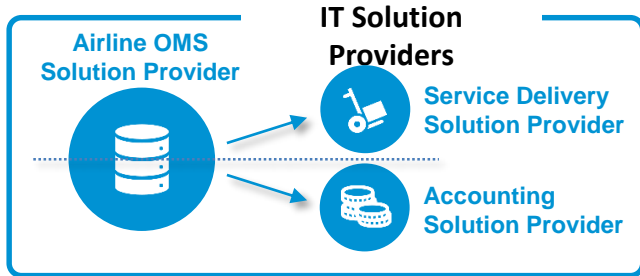 IT Solution
Providers
Airline OMS
Solution Provider
Service Delivery
Solution Provider
Accounting
Solution Provider